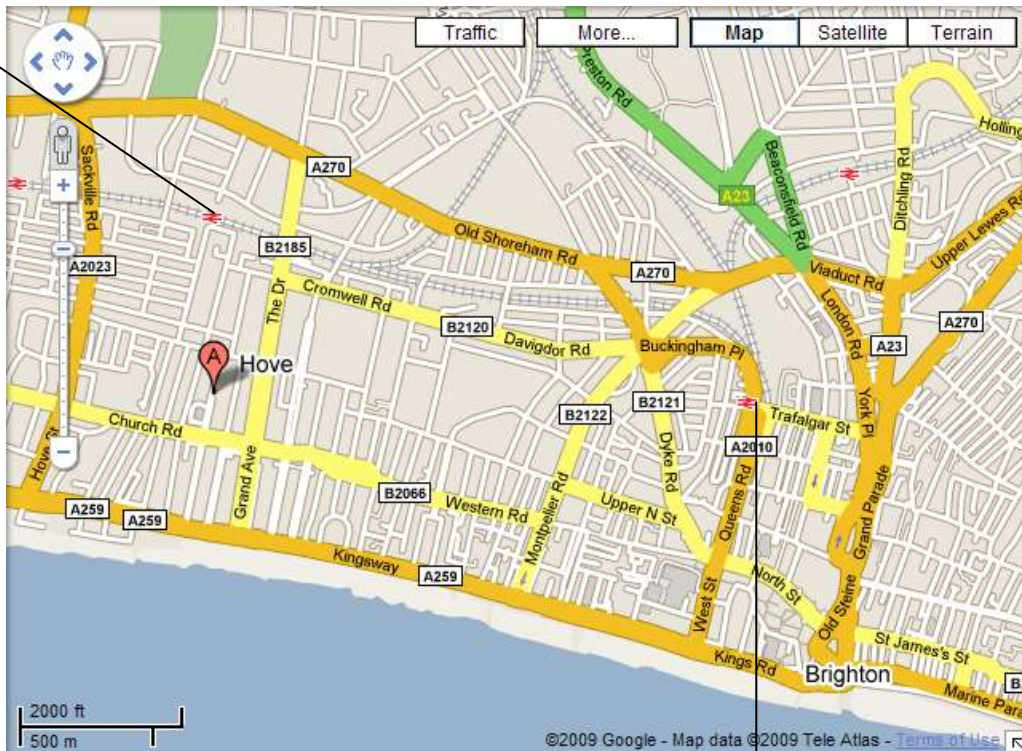 Traffic
More...
Map
Satellite
Terrain
Preston Rd
Beaconsfield Rd
Ditchling Rd
Holling
Sackville Rd
A270
A23
B2185
Old Shoreham Rd
A270
Viaduct Rd
Upper Lewes Rd
A2023
The Dr
Cromwell Rd
B2120
Davigdor Rd
Buckingham Pl
London Rd
A270
A23
A
Hove
B2122
B2121
Trafalgar St
York Pl
Church Rd
Hove St
Grand Ave
B2066
Western Rd
Montpelier Rd
Upper N St
Dyke Rd
A2010
Queens Rd
Grand Parade
A259
A259
Kingsway
A259
North St
West St
Old Steine
St James's St
Kings Rd
Brighton
Marine Para
B
2000 ft
500 m
©2009 Google - Map data ©2009 Tele Atlas - Terms of Use